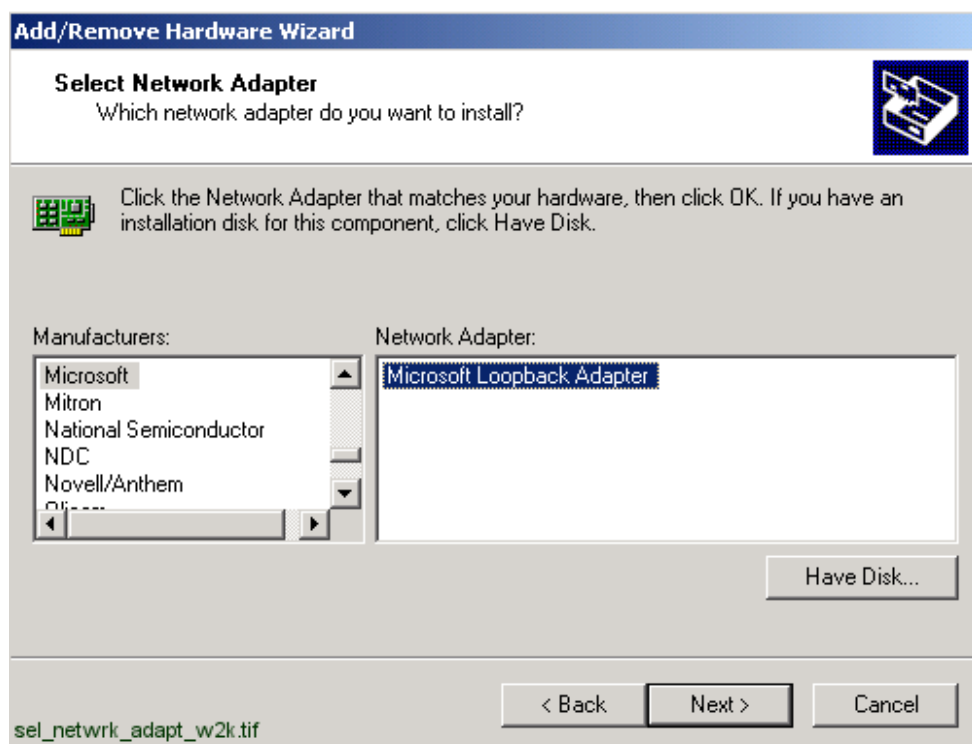 Add/Remove Hardware Wizard
Select Network Adapter
Which network adapter do you want to install?
Click the Network Adapter that matches your hardware, then click OK. If you have an
installation disk for this component, click Have Disk.
Manufacturers:
Microsoft
Mitron
National Semiconductor
NDC
Novell/Anthem
Network Adapter:
Microsoft Loopback Adapter
Have Disk...
< Back
Next >
Cancel
sel_netwrk_adapt_w2k.tif